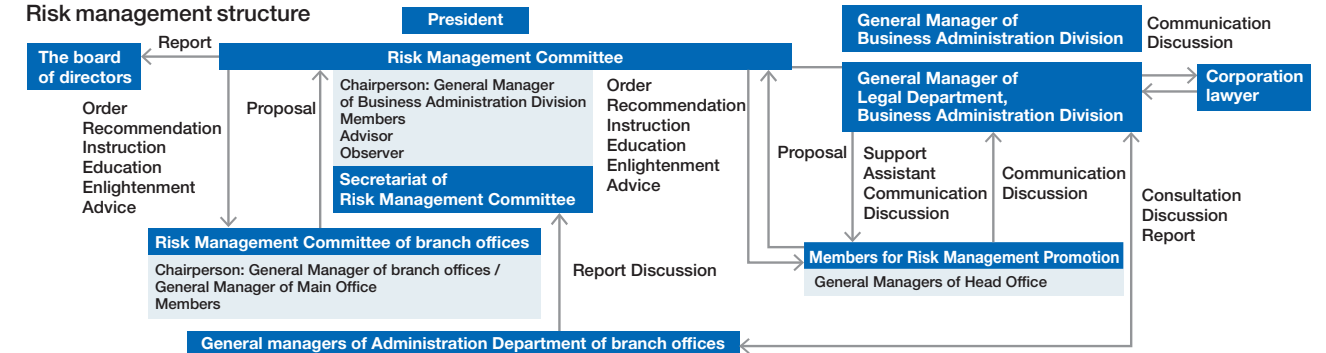 Risk management structure
President
General Manager of
Business Administration Division
Communication
Discussion
Report
The board
of directors
Risk Management Committee
General Manager of
Legal Department,
Business Administration Division
Corporation
lawyer
Order
Recommendation
Instruction
Education
Enlightenment
Advice
Proposal
Chairperson: General Manager
of Business Administration Division
Members
Advisor
Observer
Order
Recommendation
Instruction
Education
Enlightenment
Advice
Secretariat of
Risk Management Committee
Proposal
Support
Assistant
Communication
Discussion
Communication
Discussion
Consultation
Discussion
Report
Risk Management Committee of branch offices
Chairperson: General Manager of branch offices /
General Manager of Main Office
Members
Report Discussion
Members for Risk Management Promotion
General Managers of Head Office
General managers of Administration Department of branch offices